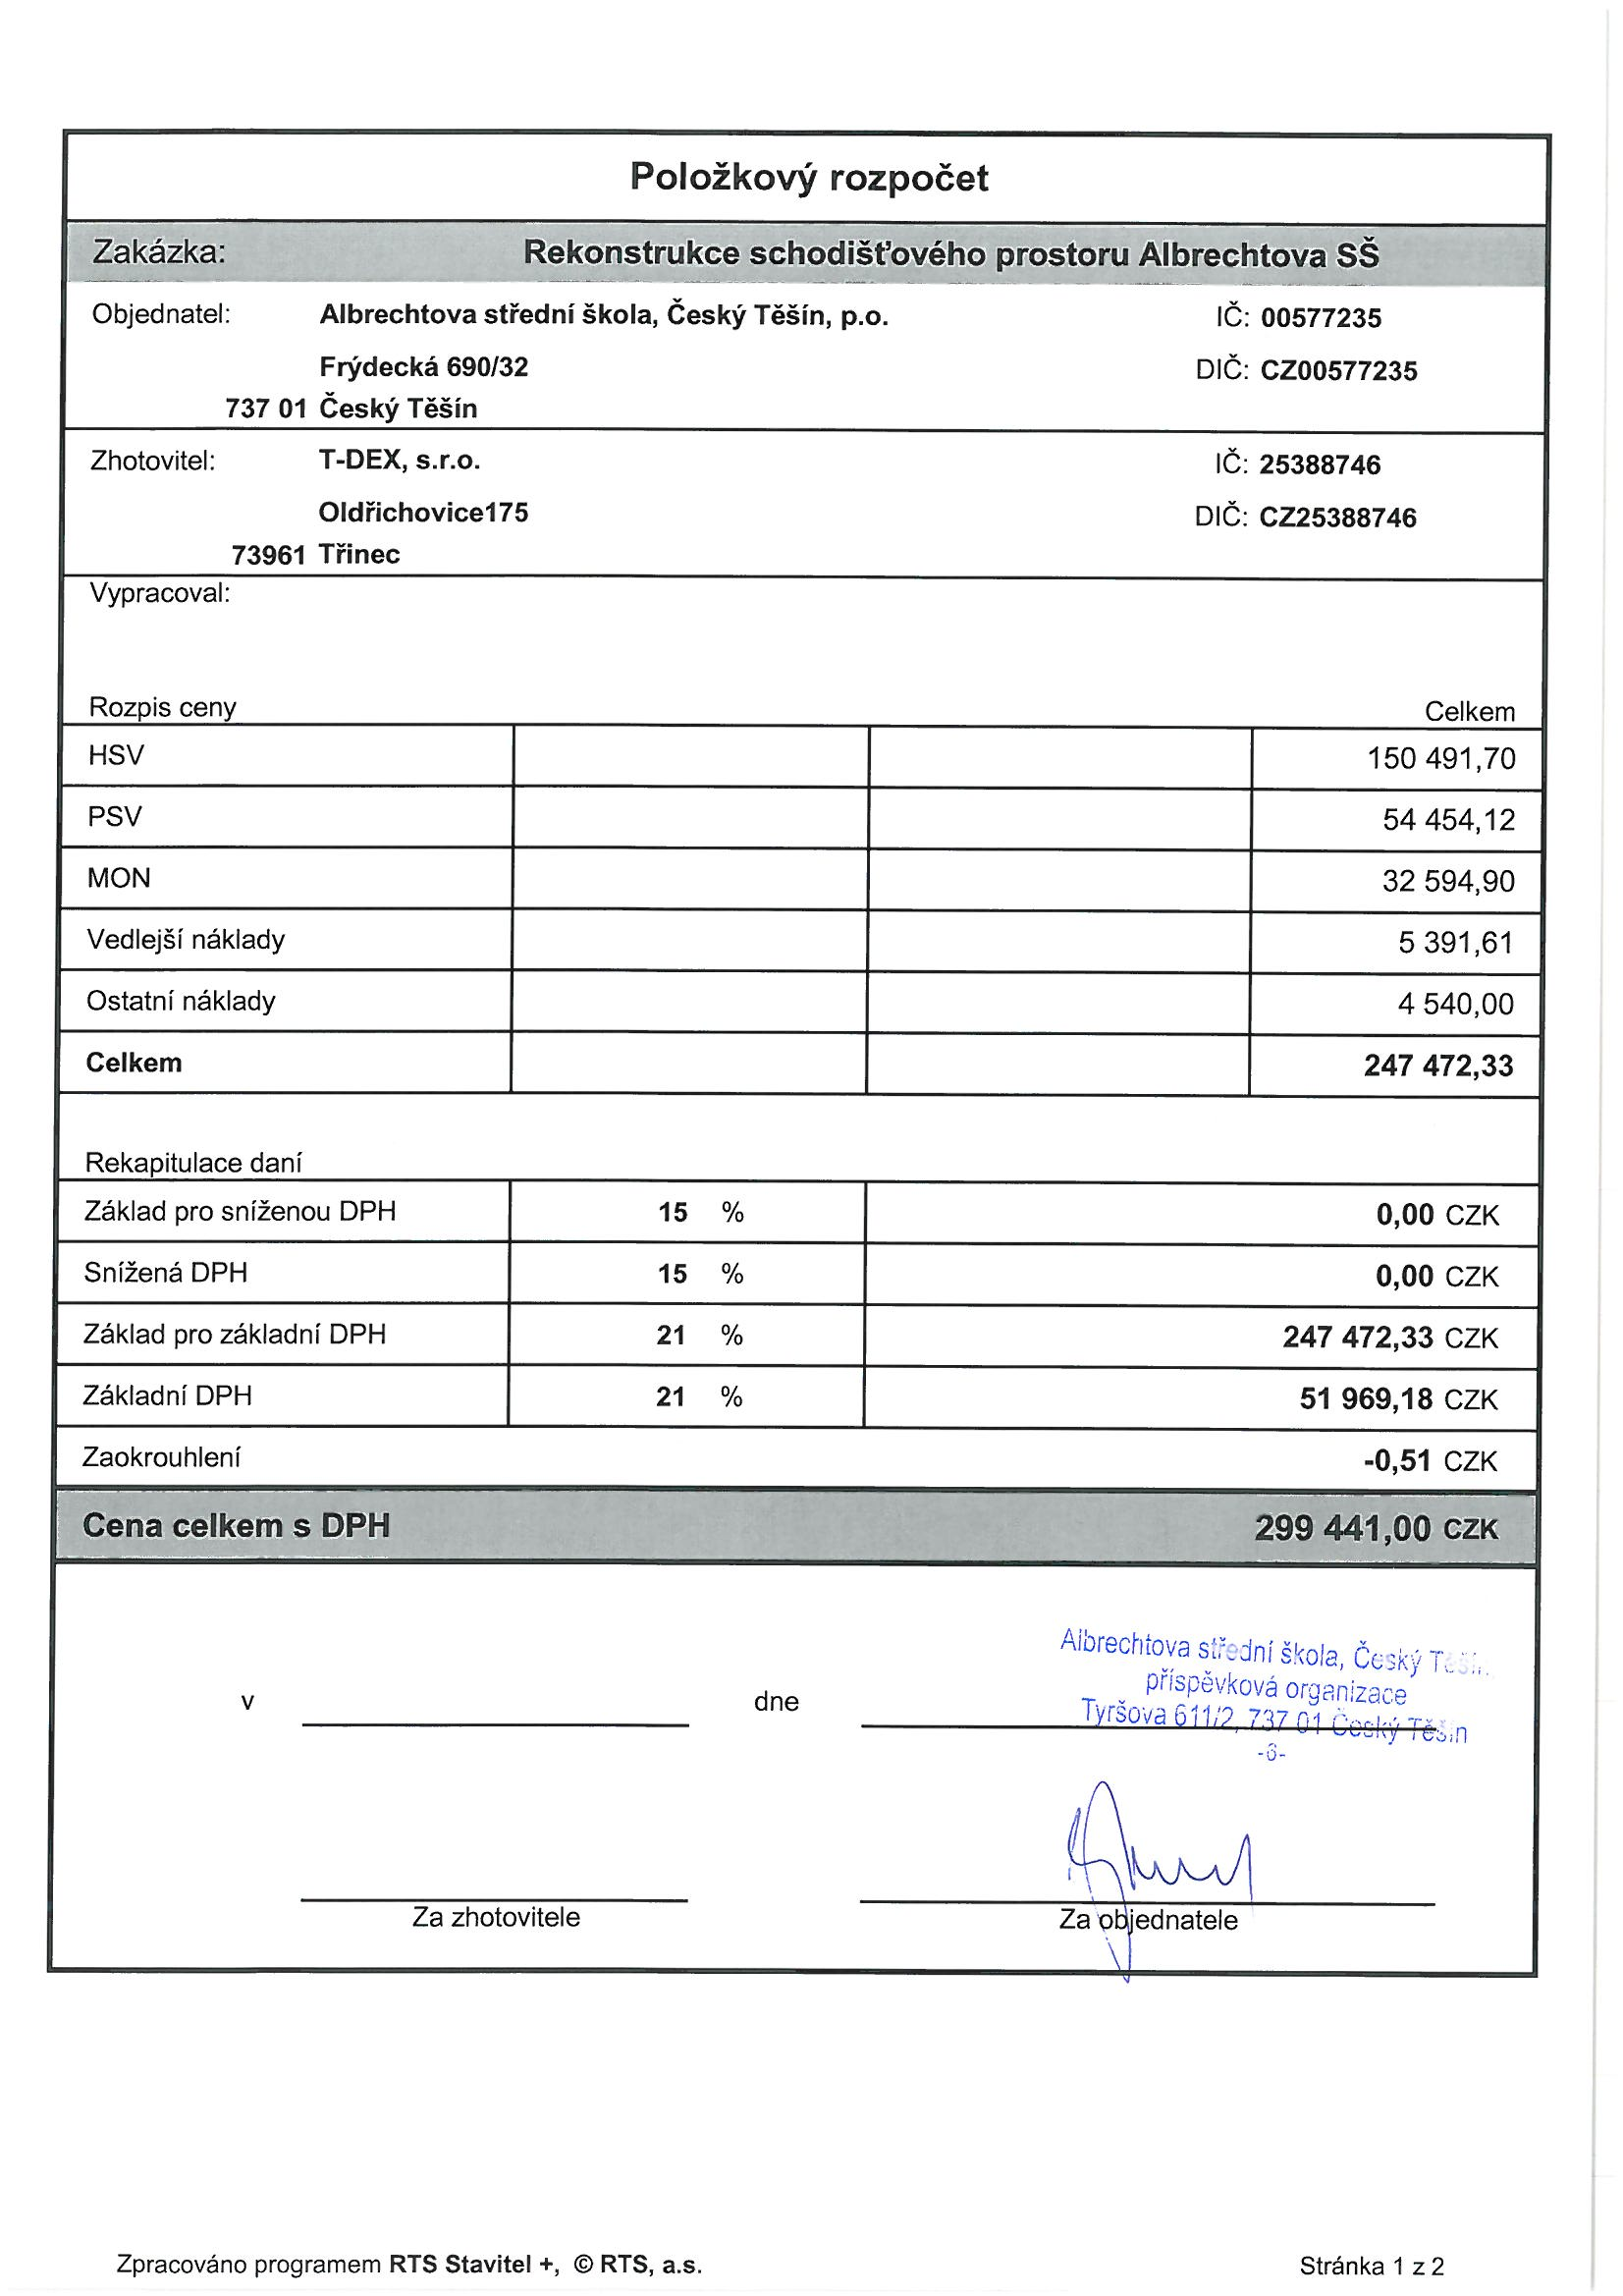 Položkový rozpočet
Zakázka: Rekonstrukce schodišťového prostoru Albrechtova SŠ
Objednatel: Albrechtova střední škola, Český Těšín, p.o. IČ: 00577235
Frýdecká 690/32 DIČ: CZ00577235
737 01 Český Těšín
Zhotovitel: T-DEX, s.r.o. IČ: 25388746
Oldřichovice175 DIČ: CZ25388746
73961 Třinec
Vypracoval:
Rozpis ceny Celkem
HSV 150 491,70
PSV 54 454,12
MON 32 594,90
Vedlejší náklady 5 391,61
Ostatní náklady 4 540,00
Celkem 247 472,33
Rekapitulace daní
Základ pro sníženou DPH 15 % 0,00 CZK
Snížená DPH 15 % 0,00 CZK
Základ pro základní DPH 21 % 247 472,33 CZK
Základní DPH 21 % 51 969,18 CZK
Zaokrouhlení -0,51 CZK
Cena celkem s DPH 299 441,00 CZK
Albrechtova střední škola, Český Těšín
příspěvková organizace
v dne Tyršova 611/2, 737 01 Český Těšín
-6-
Za zhotovitele Za objednatele
Zpracováno programem RTS Stavitel +, © RTS, a.s. Stránka 1 z 2